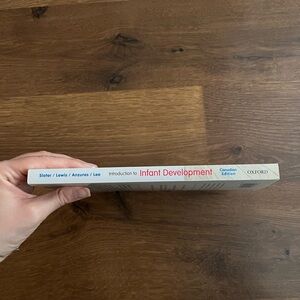 Slater / Lewis / Anzures / Lee Introduction to Infant Development Canadian Edition OXFORD